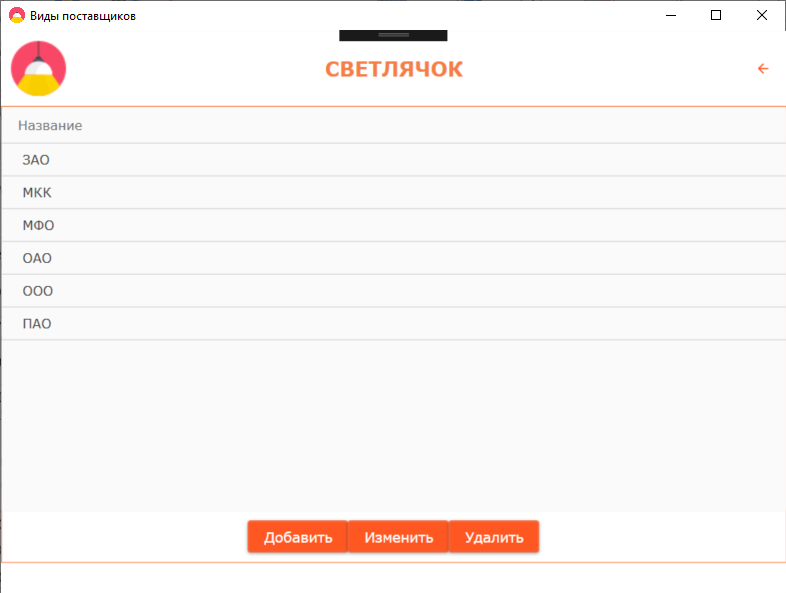 Виды поставщиков
СВЕТЛЯЧОК
Название
ЗАО
МКК
МФО
ОАО
ООО
ПАО
Добавить Изменить Удалить